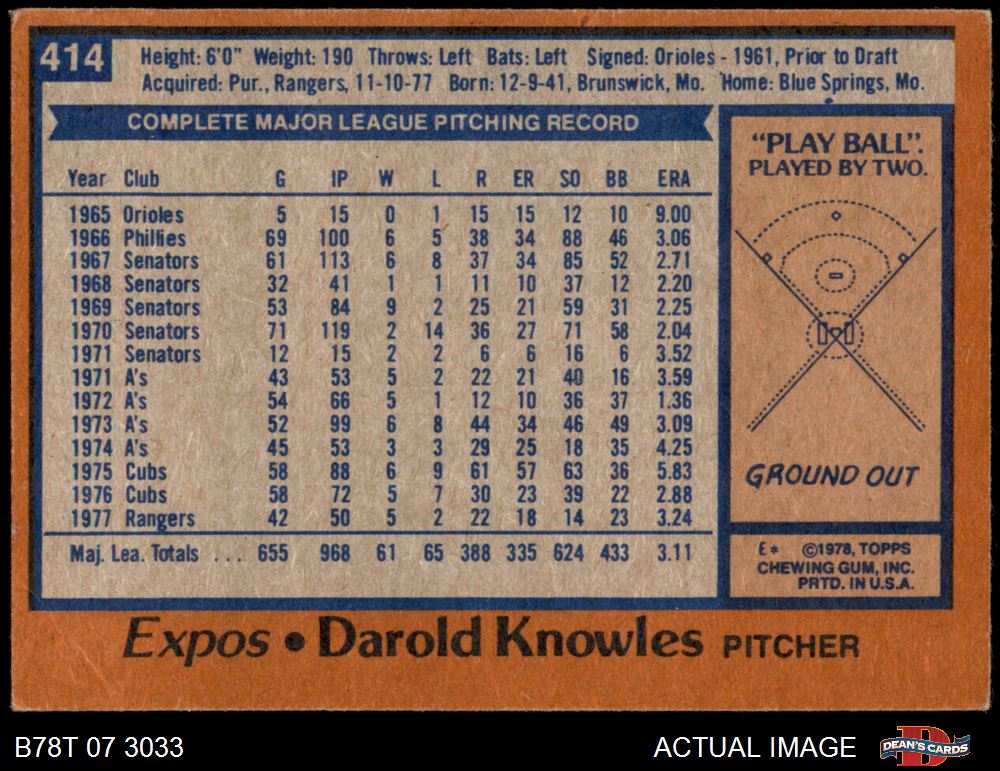 414
Height: 6'0" Weight: 190 Throws: Left Bats: Left Signed: Orioles - 1961, Prior to Draft
Acquired: Pur., Rangers, 11-10-77 Born: 12-9-41, Brunswick, Mo. Home: Blue Springs, Mo.
COMPLETE MAJOR LEAGUE PITCHING RECORD
Year Club G IP W L R ER SO BB ERA
1965 Orioles 5 15 0 1 15 15 12 10 9.00
1966 Phillies 69 100 6 5 38 34 88 46 3.06
1967 Senators 61 113 6 8 37 34 85 52 2.71
1968 Senators 32 41 1 1 11 10 37 12 2.20
1969 Senators 53 84 9 2 25 21 59 31 2.25
1970 Senators 71 119 2 14 36 27 71 58 2.04
1971 Senators 12 15 2 2 6 6 16 6 3.52
1971 A's 43 53 5 2 22 21 40 16 3.59
1972 A's 54 66 5 1 12 10 36 37 1.36
1973 A's 52 99 6 8 44 34 46 49 3.09
1974 A's 45 53 3 3 29 25 18 35 4.25
1975 Cubs 58 88 6 9 61 57 63 36 5.83
1976 Cubs 58 72 5 7 30 23 39 22 2.88
1977 Rangers 42 50 5 2 22 18 14 23 3.24
Maj. Lea. Totals ... 655 968 61 65 388 335 624 433 3.11
"PLAY BALL".
PLAYED BY TWO.
GROUND OUT
E* ©1978, TOPPS
CHEWING GUM, INC.
PRTD. IN U.S.A.
Expos • Darold Knowles PITCHER
B78T 07 3033
ACTUAL IMAGE
D
DEAN'S CARDS